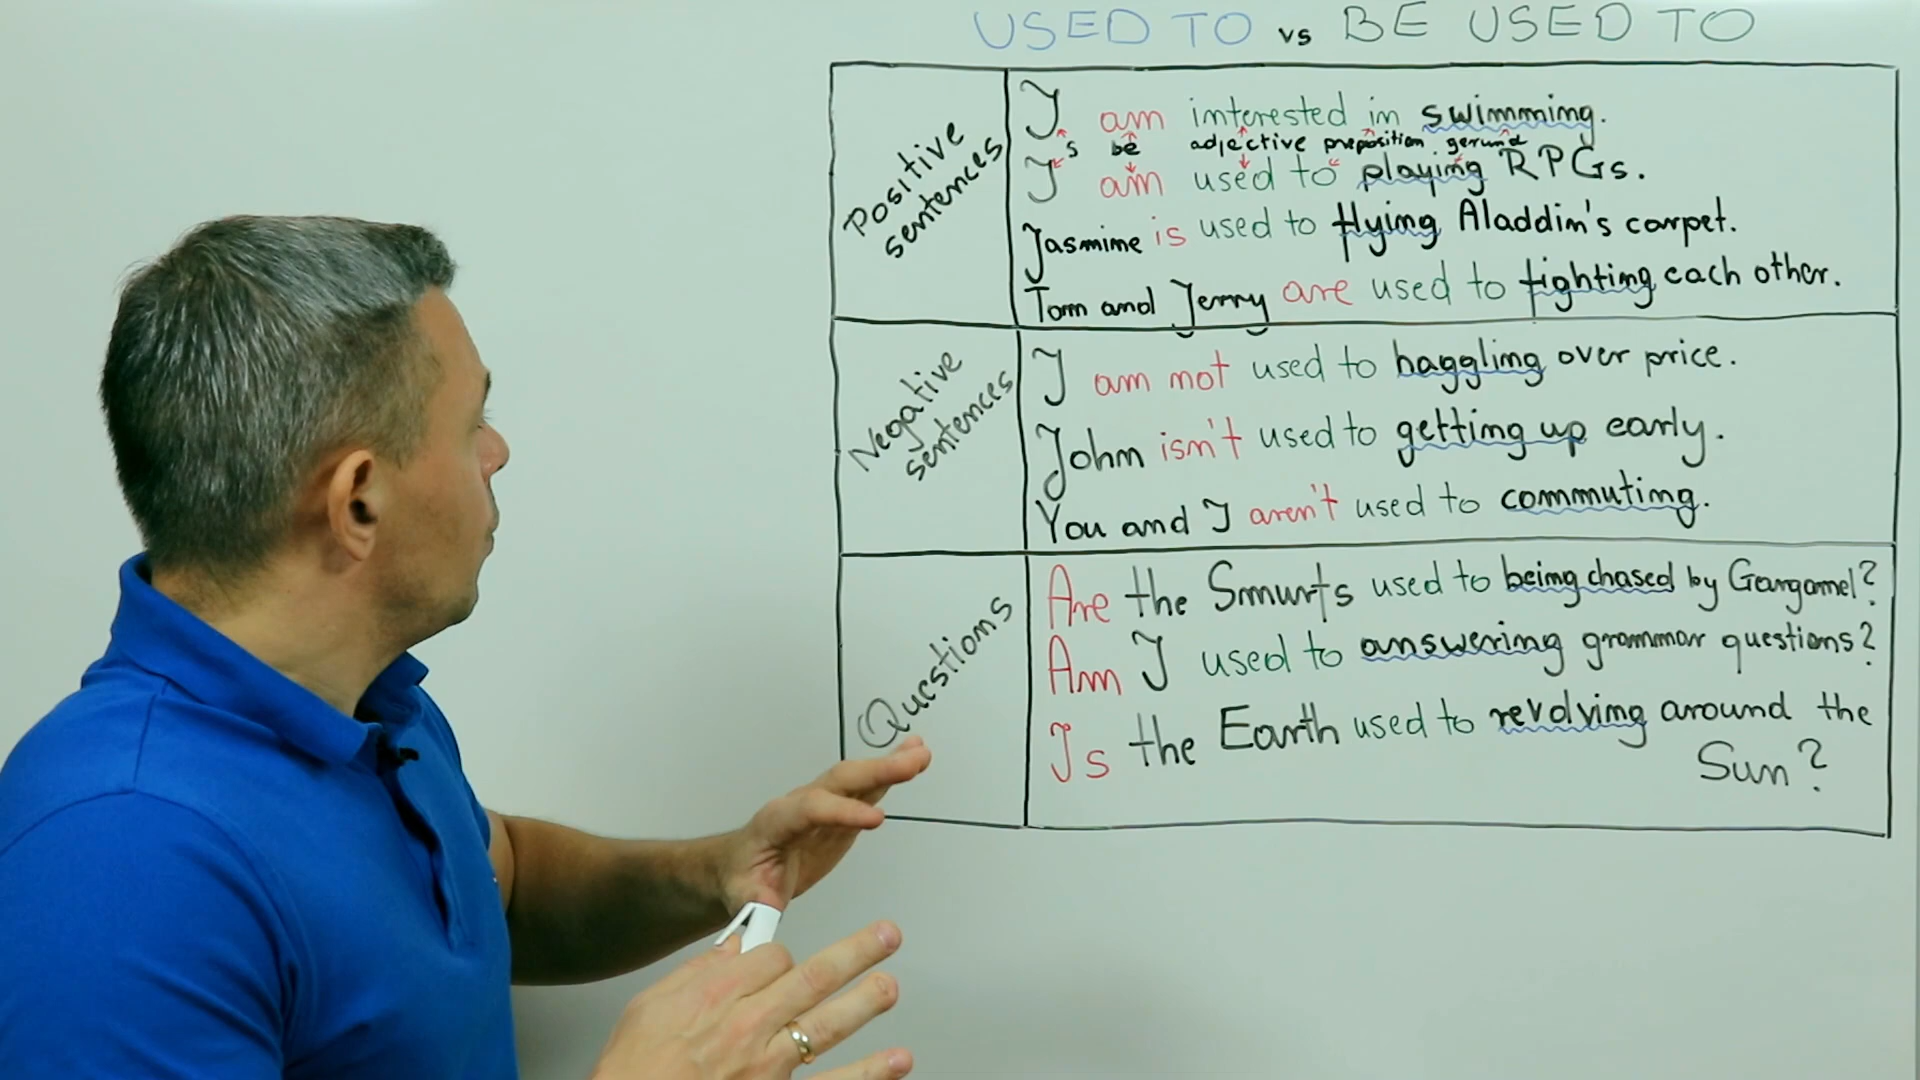 USED TO vs BE USED TO
Positive
sentences
I am interested in swimming.
s be adjective preposition gerund
I am used to playing RPGs.
Jasmine is used to flying Aladdin's carpet.
Tom and Jerry are used to fighting each other.
Negative
sentences
I am not used to haggling over price.
John isn't used to getting up early.
You and I aren't used to commuting.
Questions
Are the Smurfs used to being chased by Gargamel?
Am I used to answering grammar questions?
Is the Earth used to revolving around the
Sun?